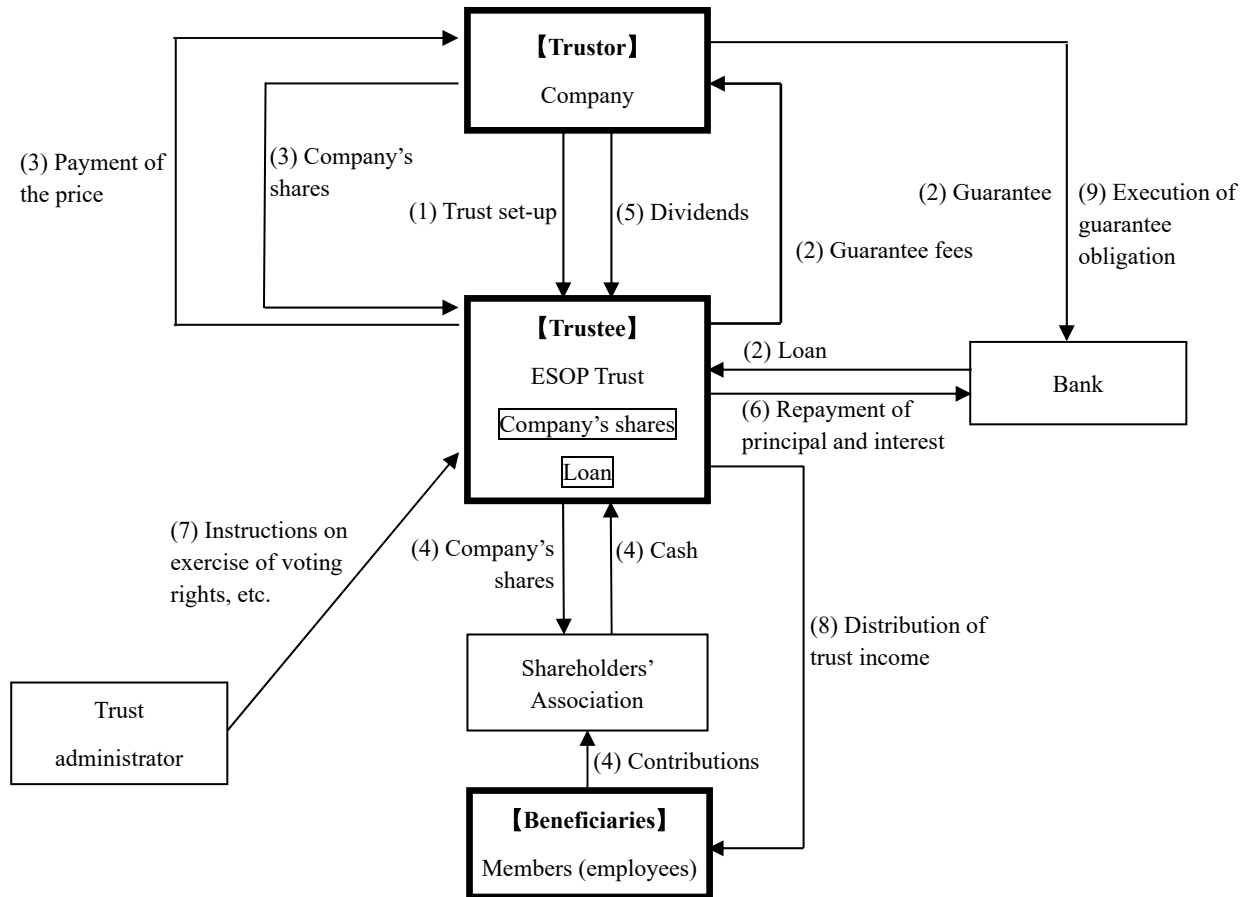 【Trustor】
Company
(3) Payment of
the price
(3) Company’s
shares
(1) Trust set-up
(5) Dividends
(2) Guarantee
(9) Execution of
guarantee
obligation
(2) Guarantee fees
【Trustee】
ESOP Trust
Company’s shares
Loan
(2) Loan
Bank
(6) Repayment of
principal and interest
(7) Instructions on
exercise of voting
rights, etc.
(4) Company’s
shares
(4) Cash
(8) Distribution of
trust income
Shareholders’
Association
Trust
administrator
(4) Contributions
【Beneficiaries】
Members (employees)